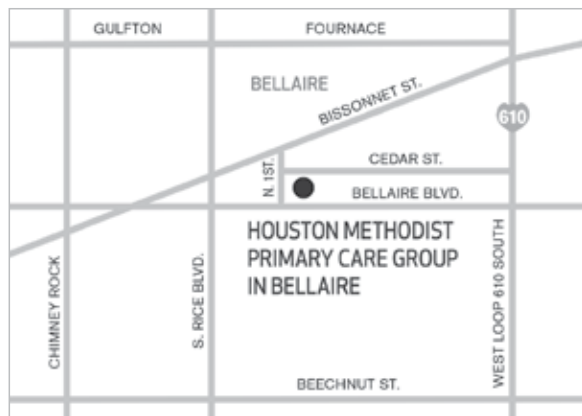 GULFTON
FOURNACE
BELLAIRE
BISSONNET ST.
610
CEDAR ST.
N. 1ST.
BELLAIRE BLVD.
HOUSTON METHODIST
PRIMARY CARE GROUP
IN BELLAIRE
CHIMNEY ROCK
S. RICE BLVD.
WEST LOOP 610 SOUTH
BEECHNUT ST.